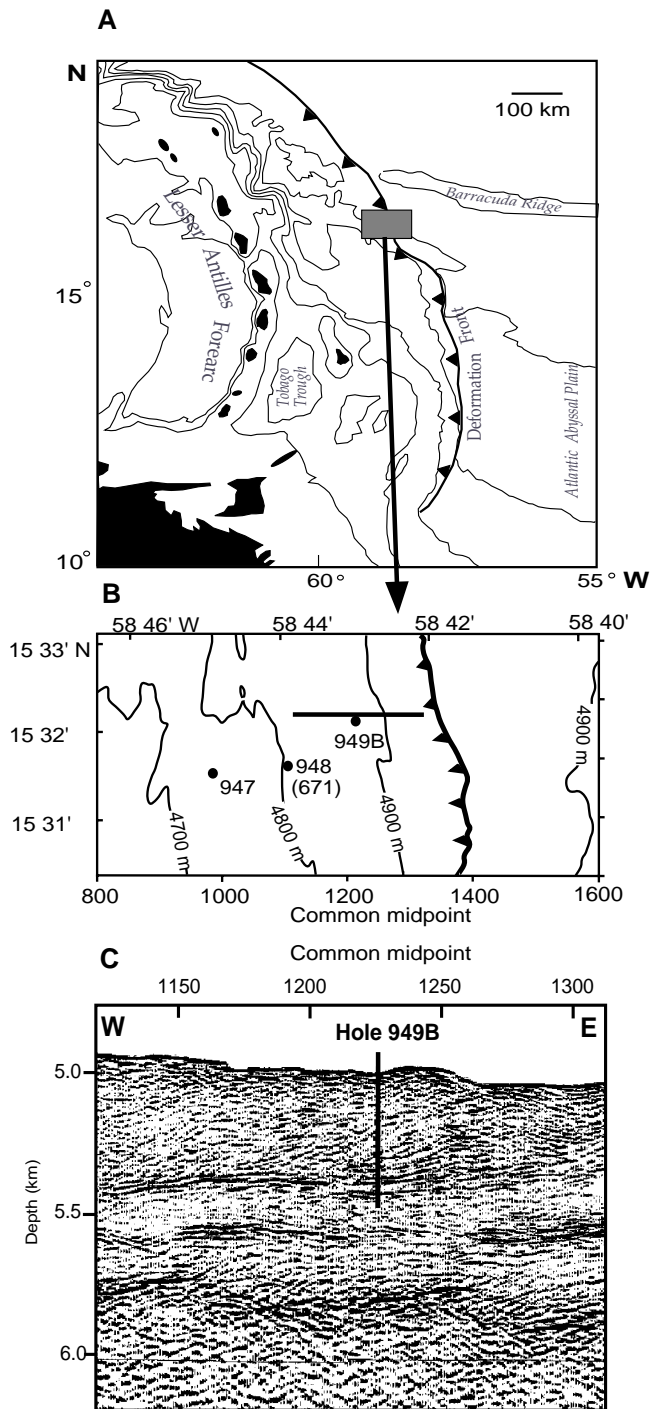 A
N
100 km
Barracuda Ridge
Lesser Antilles
Forearc
15°
Tobago
Trough
Deformation Front
Atlantic Abyssal Plain
10°
60°
55° W
B
58 46' W
58 44'
58 42'
58 40'
15 33' N
15 32'
15 31'
949B
948
(671)
947
4700 m
4800 m
4900 m
4900 m
800
1000
1200
1400
1600
Common midpoint
C
Common midpoint
1150
1200
1250
1300
W
Hole 949B
E
5.0
5.5
6.0
Depth (km)